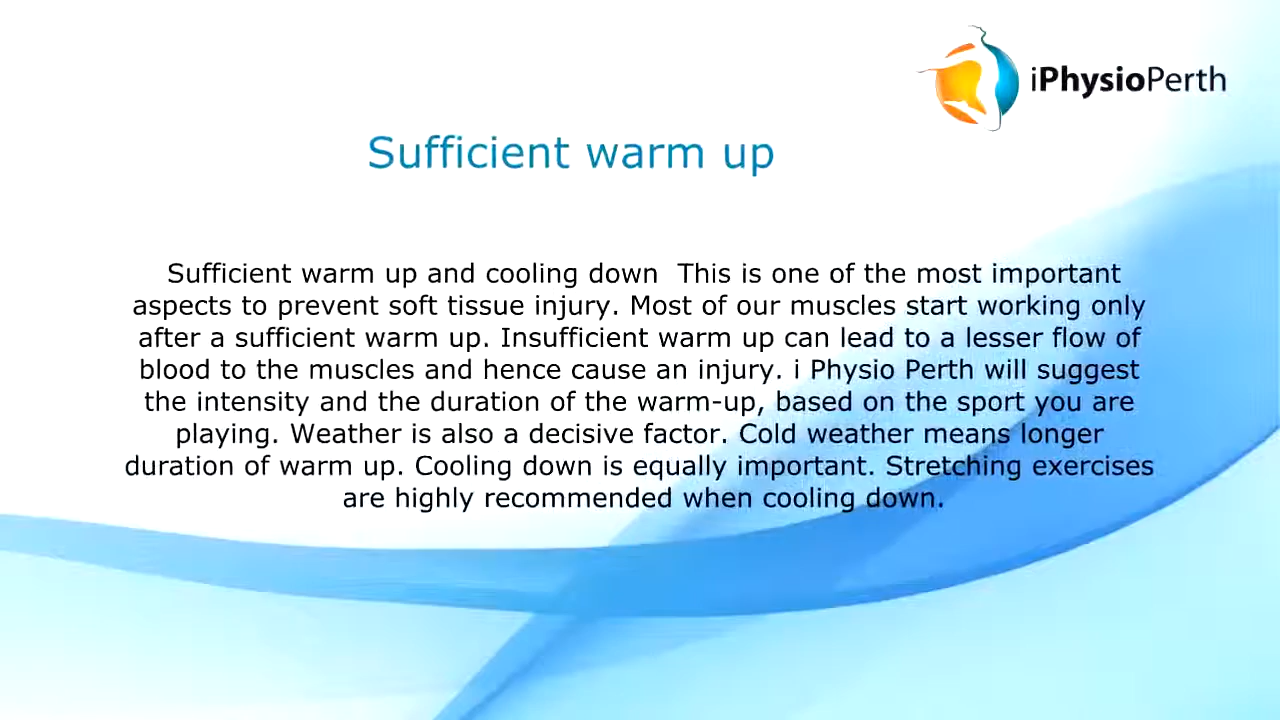 iPhysioPerth
Sufficient warm up
Sufficient warm up and cooling down  This is one of the most important
aspects to prevent soft tissue injury. Most of our muscles start working only
after a sufficient warm up. Insufficient warm up can lead to a lesser flow of
blood to the muscles and hence cause an injury. i Physio Perth will suggest
the intensity and the duration of the warm-up, based on the sport you are
playing. Weather is also a decisive factor. Cold weather means longer
duration of warm up. Cooling down is equally important. Stretching exercises
are highly recommended when cooling down.